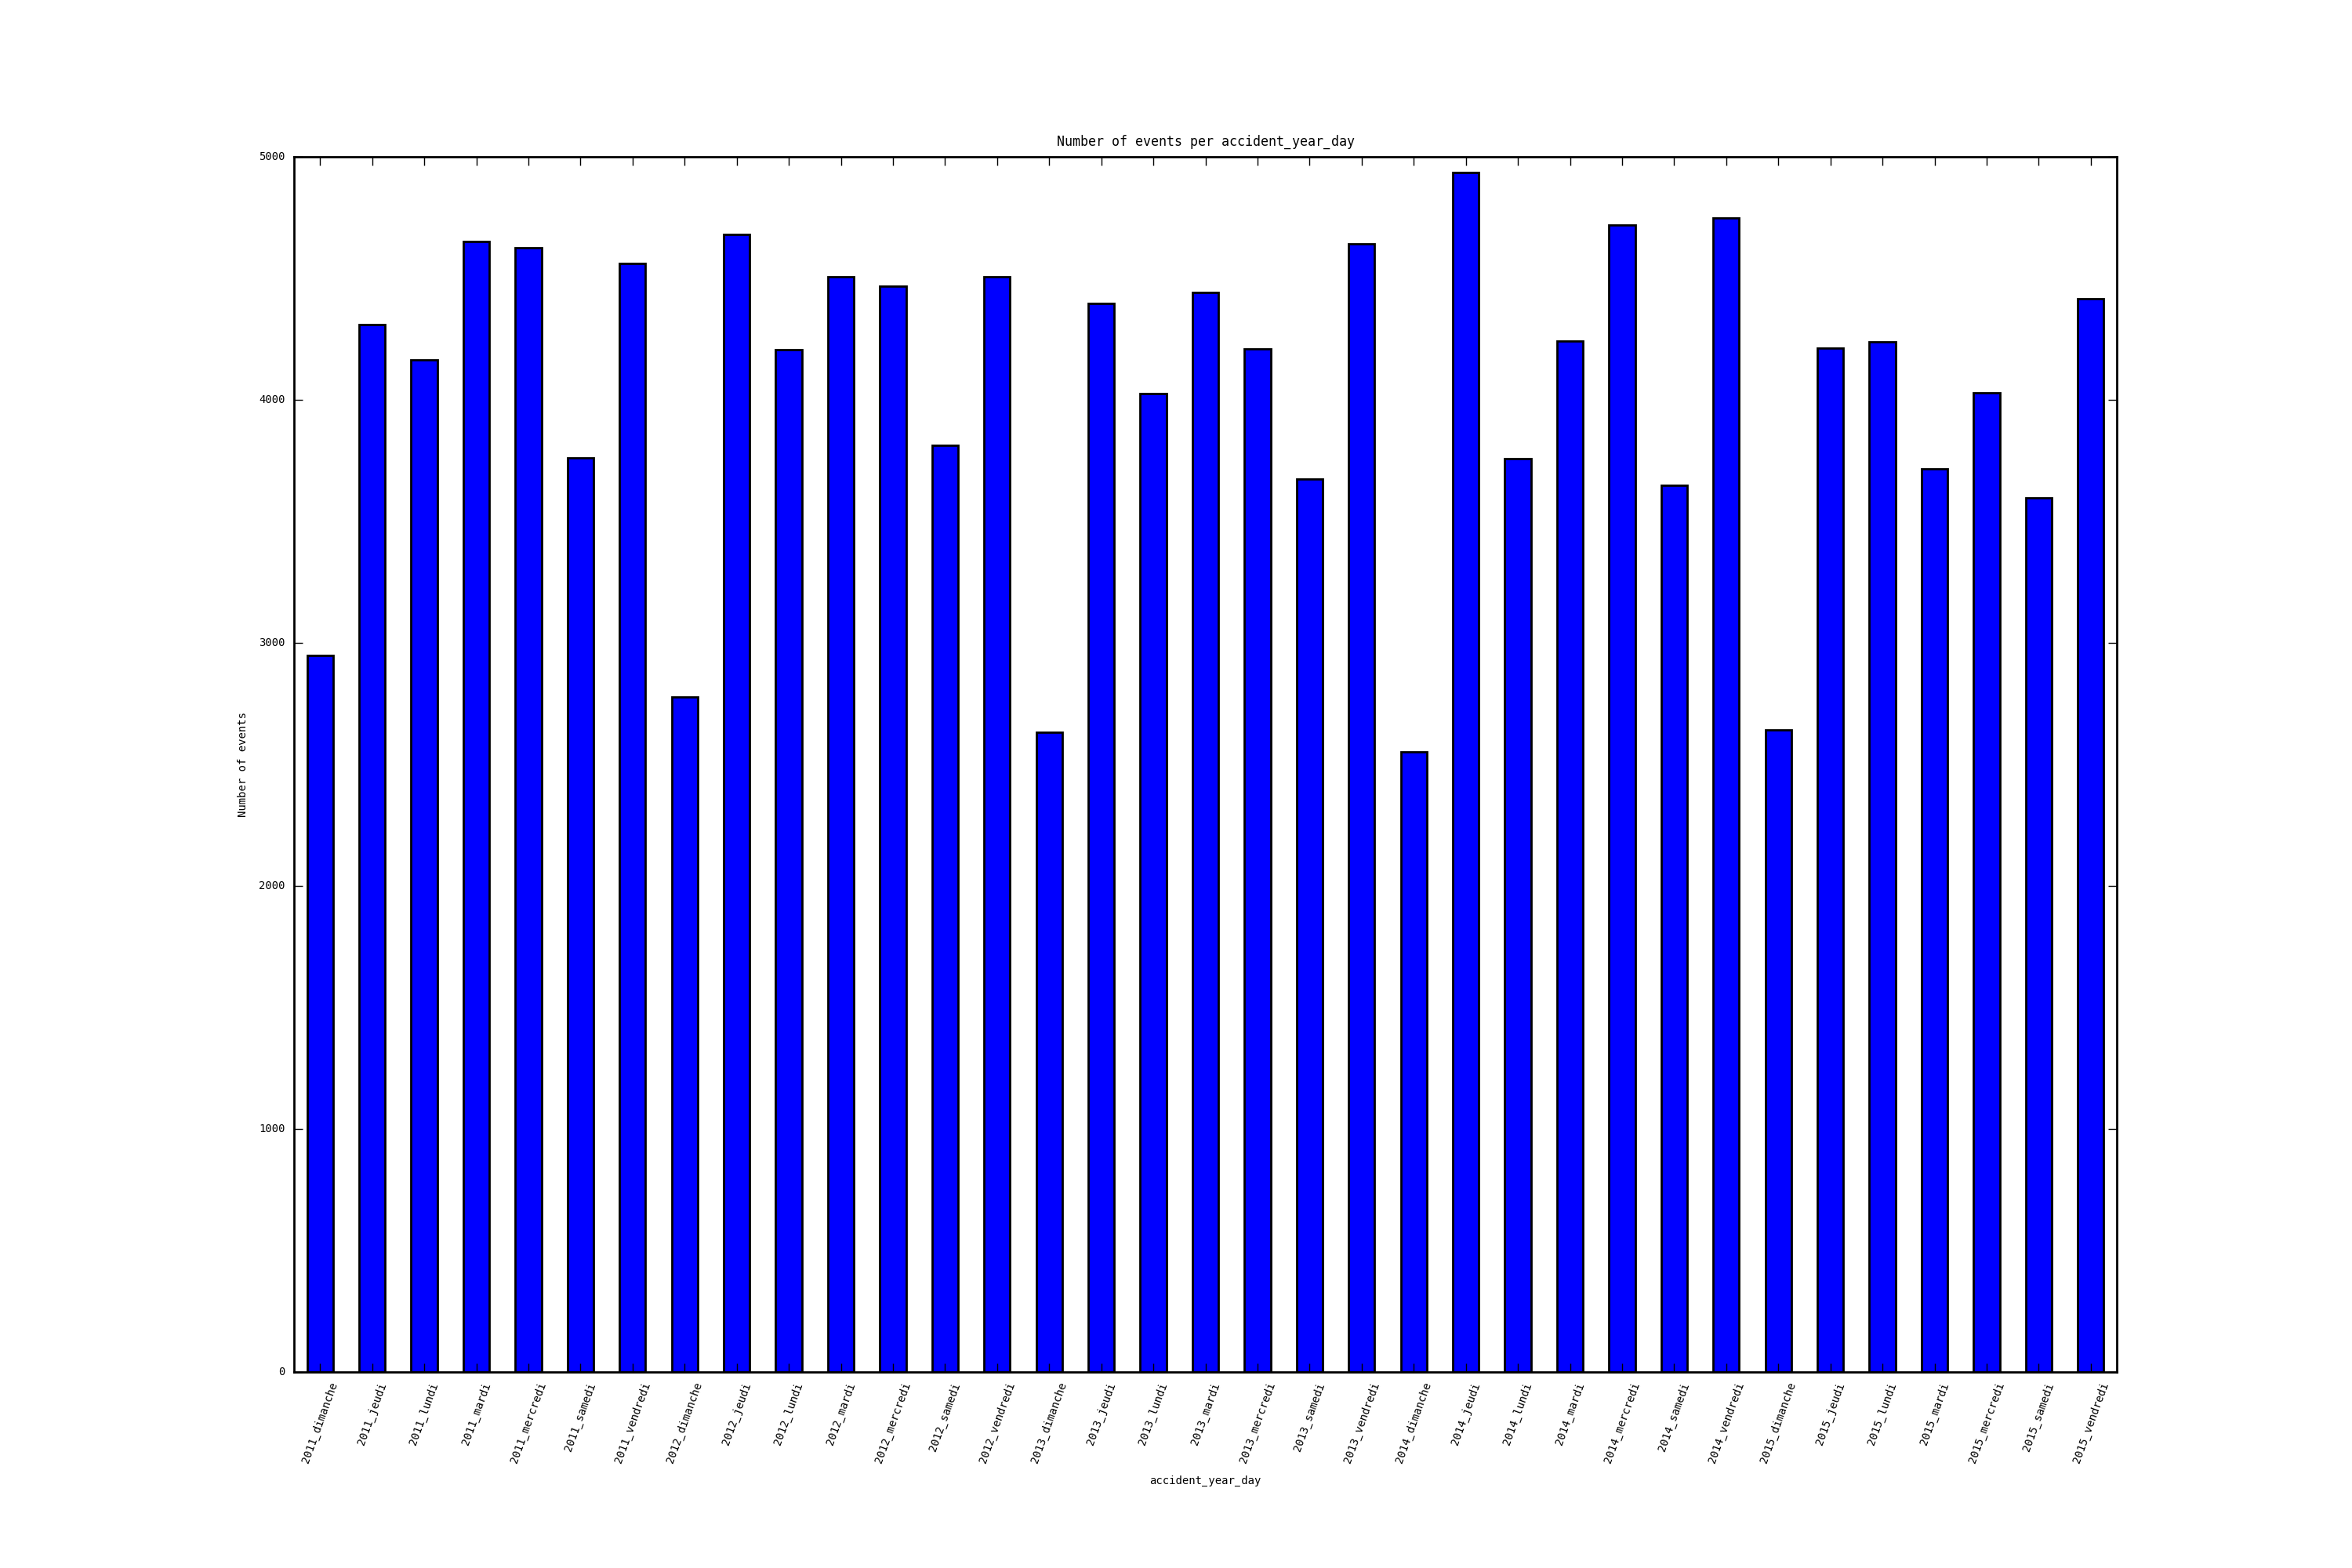 Number of events per accident_year_day
5000
4000
3000
2000
1000
0
Number of events
2011_dimanche
2011_jeudi
2011_lundi
2011_mardi
2011_mercredi
2011_samedi
2011_vendredi
2012_dimanche
2012_jeudi
2012_lundi
2012_mardi
2012_mercredi
2012_samedi
2012_vendredi
2013_dimanche
2013_jeudi
2013_lundi
2013_mardi
2013_mercredi
2013_samedi
2013_vendredi
2014_dimanche
2014_jeudi
2014_lundi
2014_mardi
2014_mercredi
2014_samedi
2014_vendredi
2015_dimanche
2015_jeudi
2015_lundi
2015_mardi
2015_mercredi
2015_samedi
2015_vendredi
accident_year_day